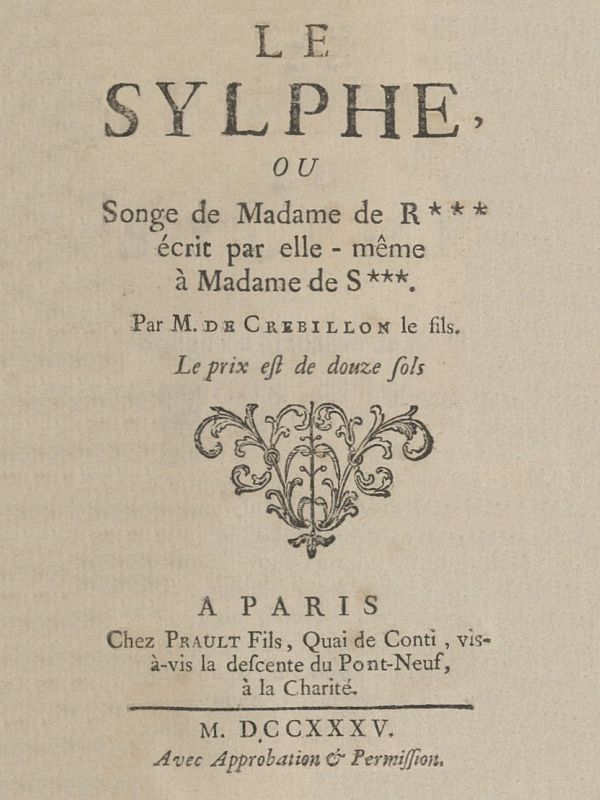 LE
SYLPHE,
OU
Songe de Madame de R***
écrit par elle-même
à Madame de S***.
Par M. DE CREBILLON le fils.
Le prix eſt de douze ſols
A PARIS
Chez PRAULT Fils, Quai de Conti, vis-
à-vis la deſcente du Pont-Neuf,
à la Charité.
M. DCCXXXV.
Avec Approbation & Permiſſion.